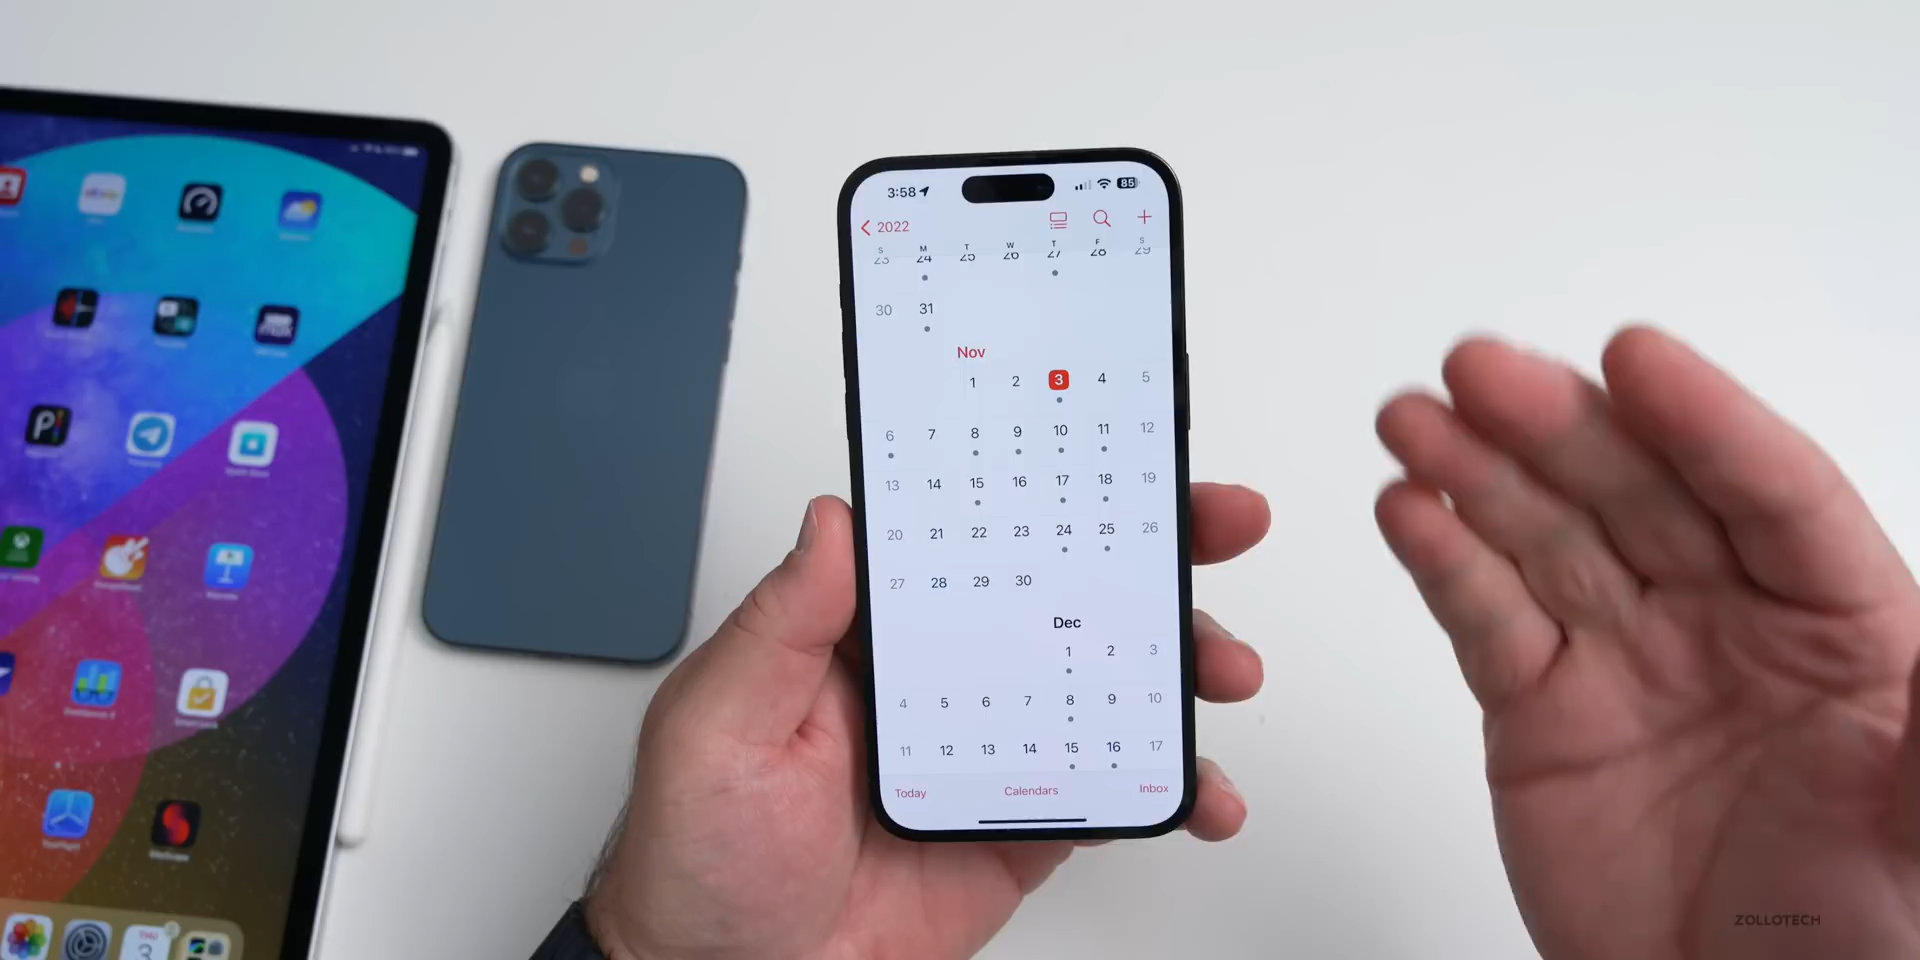 3:58
85
2022
S M T W T F S
23 24 25 26 27 28 29
30 31
Nov
1 2 3 4 5
6 7 8 9 10 11 12
13 14 15 16 17 18 19
20 21 22 23 24 25 26
27 28 29 30
Dec
1 2 3
4 5 6 7 8 9 10
11 12 13 14 15 16 17
Today Calendars Inbox
THU
3
ZOLLOTECH